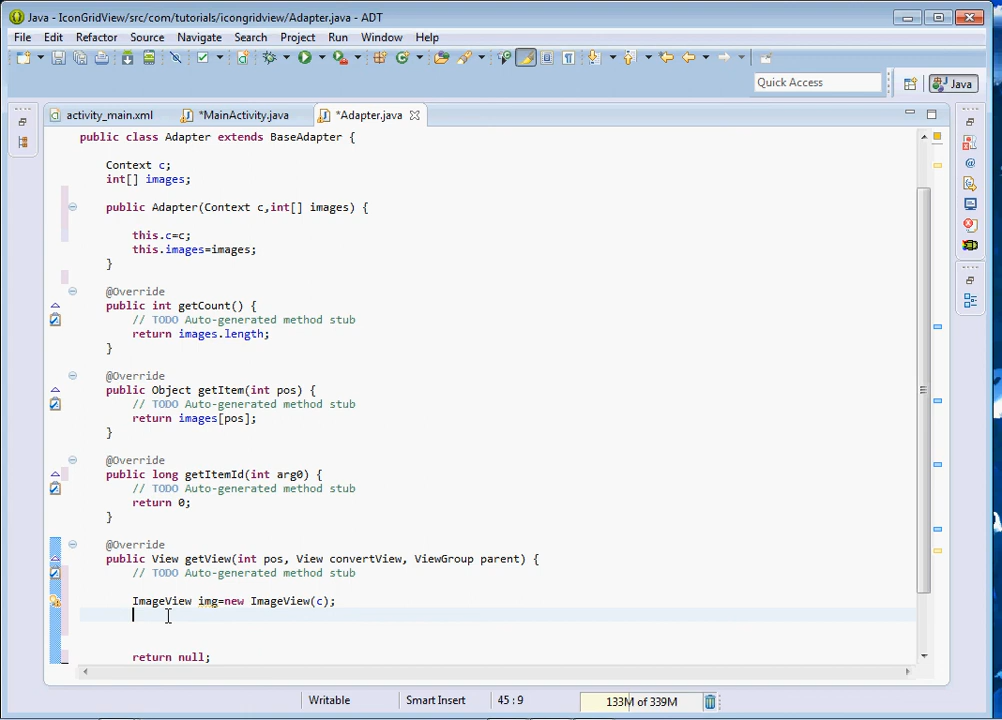 Java - IconGridView/src/com/tutorials/icongridview/Adapter.java - ADT
File Edit Refactor Source Navigate Search Project Run Window Help
Quick Access
Java
activity_main.xml
*MainActivity.java
*Adapter.java
public class Adapter extends BaseAdapter {
Context c;
int[] images;
public Adapter(Context c,int[] images) {
this.c=c;
this.images=images;
}
@Override
public int getCount() {
// TODO Auto-generated method stub
return images.length;
}
@Override
public Object getItem(int pos) {
// TODO Auto-generated method stub
return images[pos];
}
@Override
public long getItemId(int arg0) {
// TODO Auto-generated method stub
return 0;
}
@Override
public View getView(int pos, View convertView, ViewGroup parent) {
// TODO Auto-generated method stub
ImageView img=new ImageView(c);
return null;
Writable
Smart Insert
45 : 9
133M of 339M